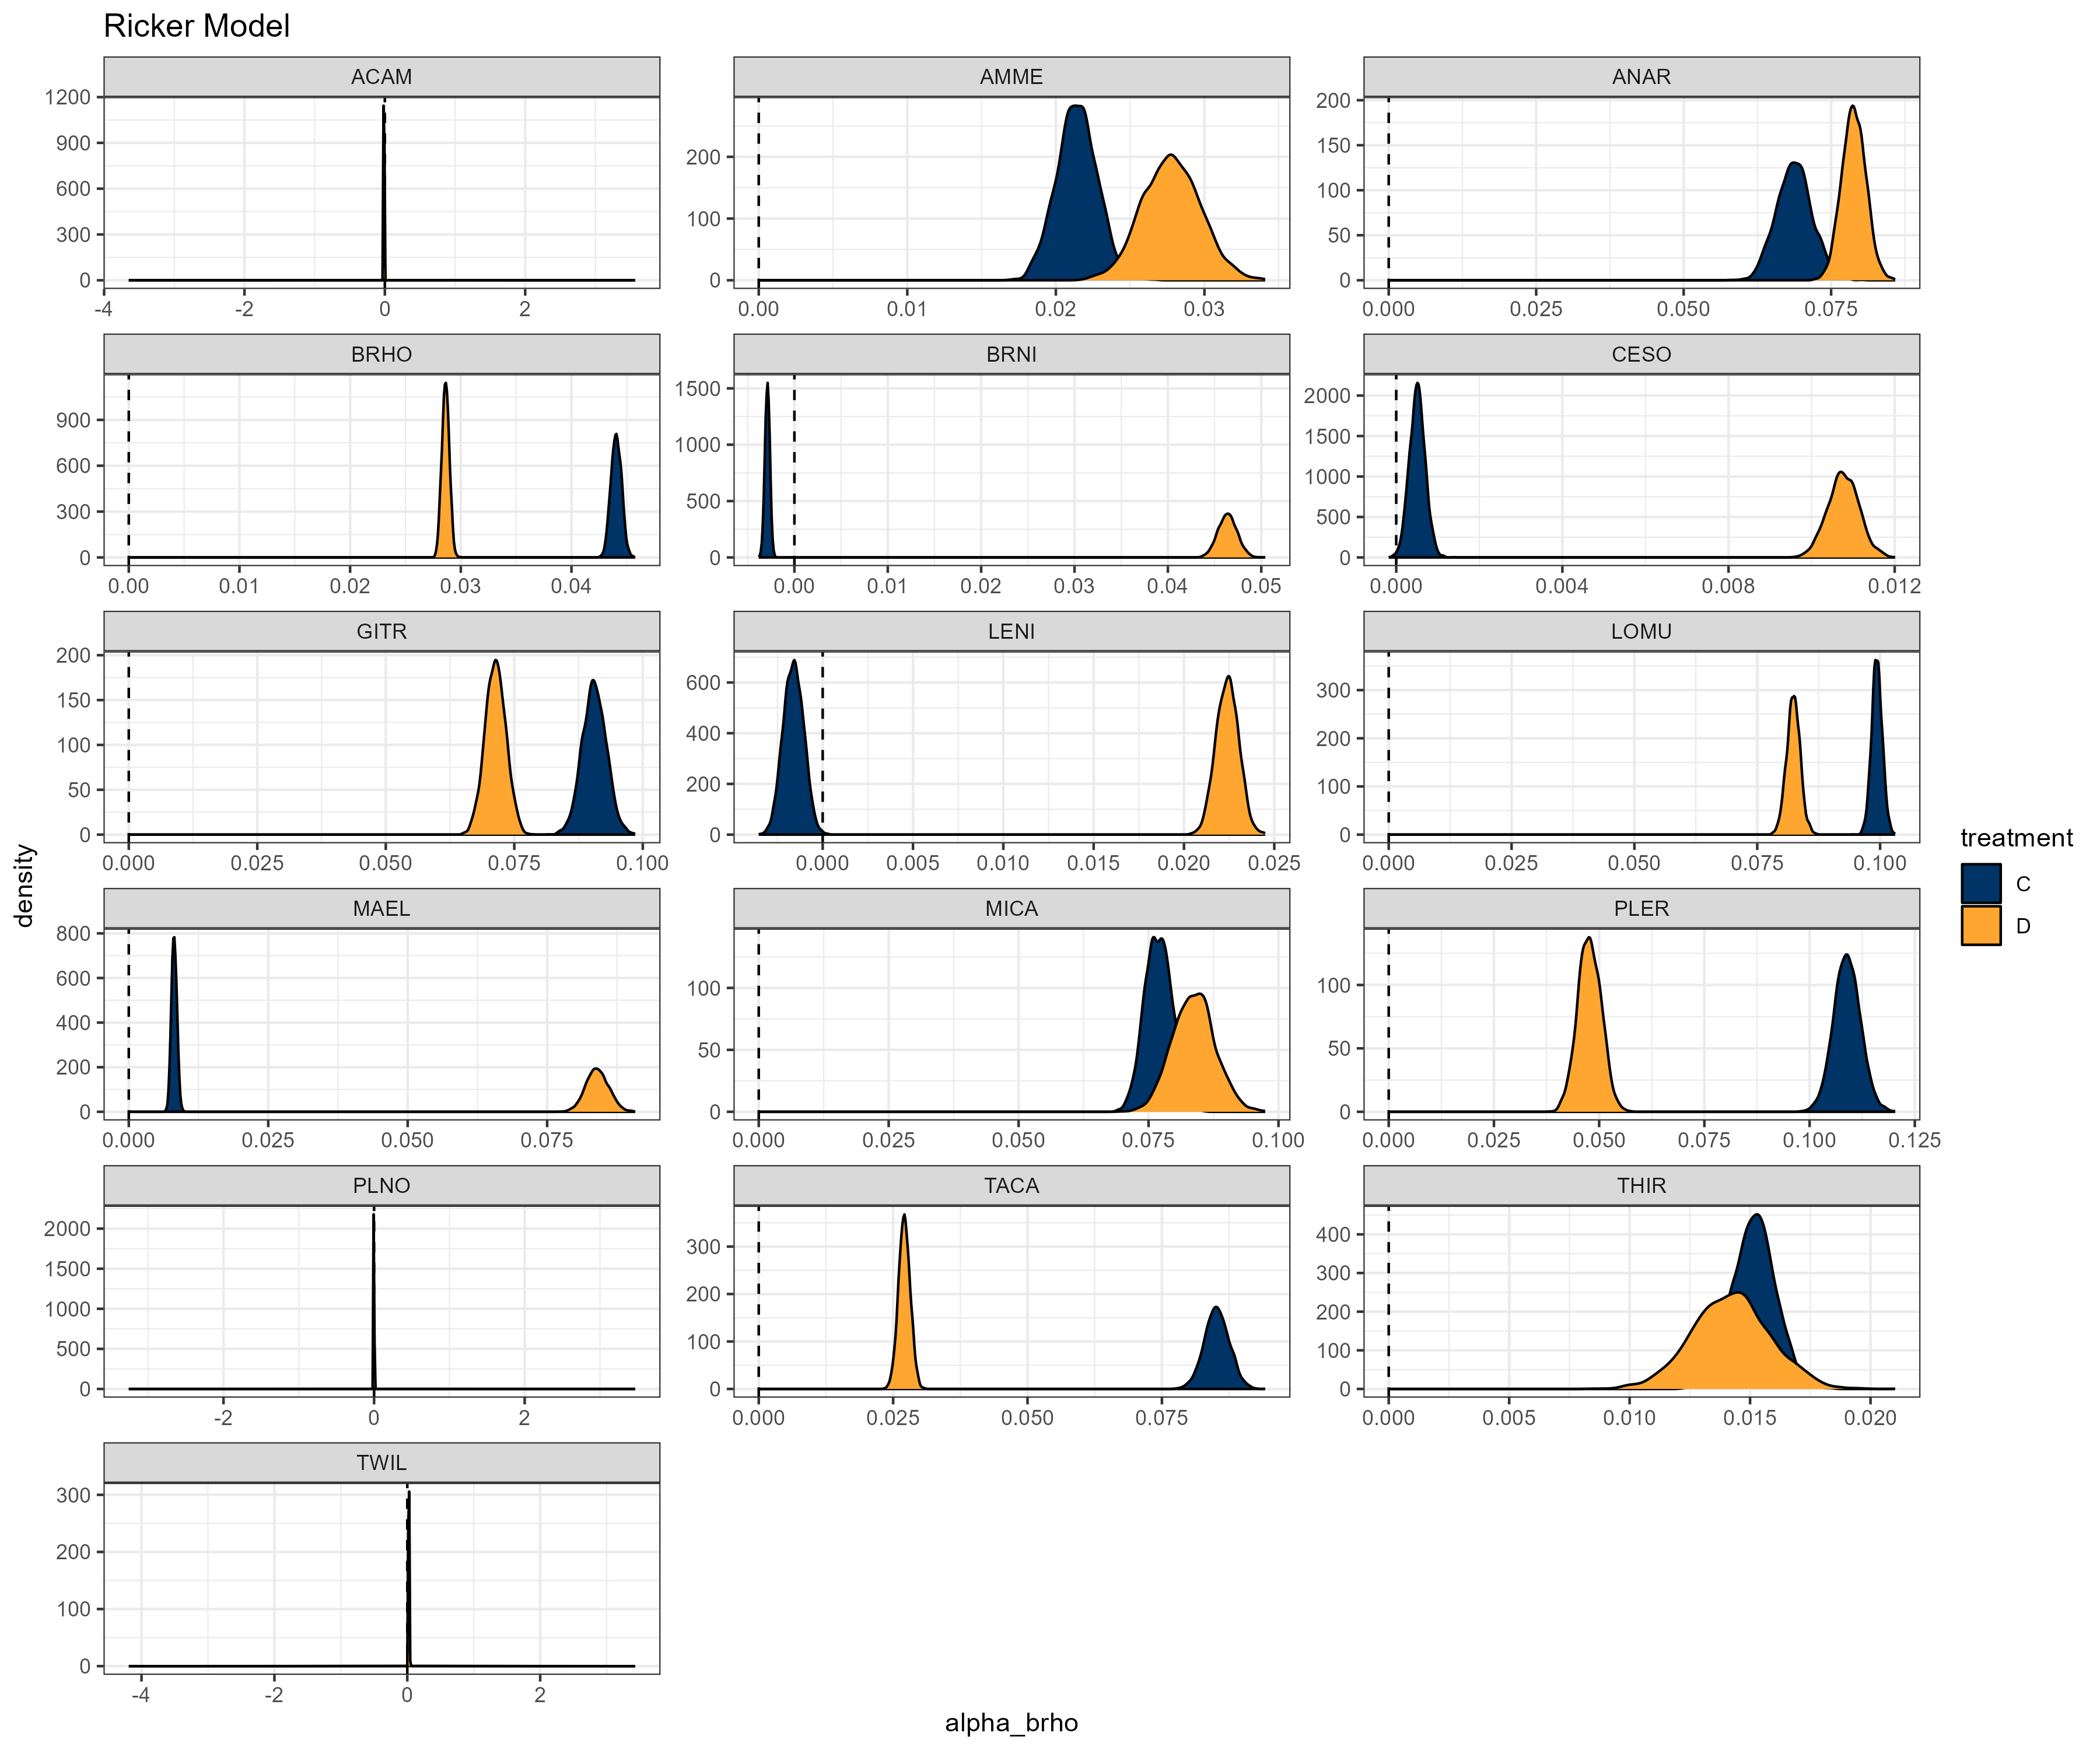 Ricker Model
ACAM AMME ANAR
1200 900 600 300 0
-4 -2 0 2
200 100 0
0.00 0.01 0.02 0.03
200 150 100 50 0
0.000 0.025 0.050 0.075
BRHO BRNI CESO
900 600 300 0
0.00 0.01 0.02 0.03 0.04
1500 1000 500 0
0.00 0.01 0.02 0.03 0.04 0.05
2000 1500 1000 500 0
0.000 0.004 0.008 0.012
GITR LENI LOMU
200 150 100 50 0
0.000 0.025 0.050 0.075 0.100
600 400 200 0
0.000 0.005 0.010 0.015 0.020 0.025
300 200 100 0
0.000 0.025 0.050 0.075 0.100
MAEL MICA PLER
800 600 400 200 0
0.000 0.025 0.050 0.075
100 50 0
0.000 0.025 0.050 0.075 0.100
100 50 0
0.000 0.025 0.050 0.075 0.100 0.125
PLNO TACA THIR
2000 1500 1000 500 0
-2 0 2
300 200 100 0
0.000 0.025 0.050 0.075
400 300 200 100 0
0.000 0.005 0.010 0.015 0.020
TWIL
300 200 100 0
-4 -2 0 2
density
alpha_brho
treatment
C
D